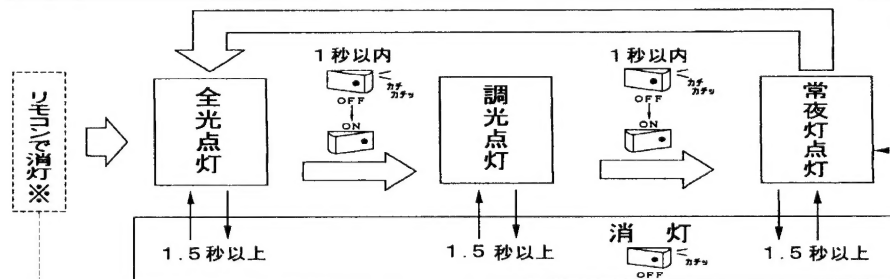 リモコンで消灯※
全光点灯
1秒以内
カチ
カチッ
OFF
ON
調光点灯
1秒以内
カチ
カチッ
OFF
ON
常夜灯点灯
1.5秒以上
1.5秒以上
消 灯
カチッ
OFF
1.5秒以上